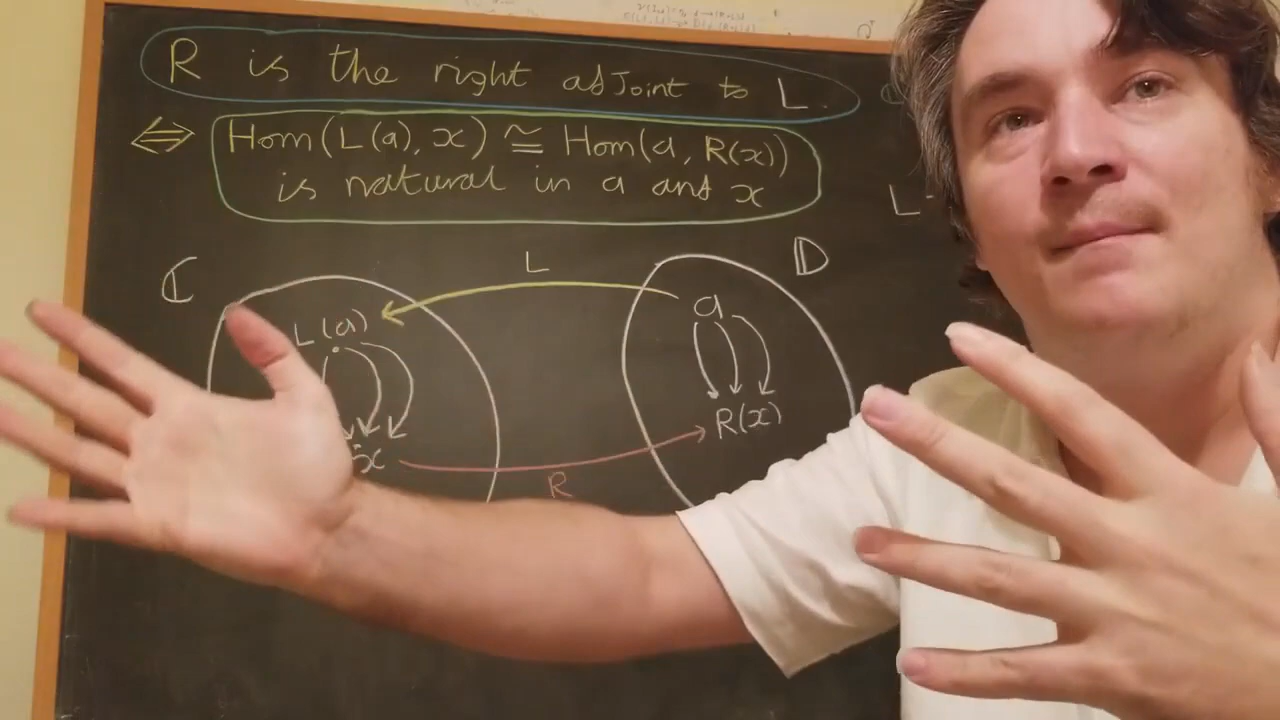 R is the right adjoint to L.
⇔ Hom(L(a), x) ≅ Hom(a, R(x))
is natural in a and x
L-
ℂ L 𝔻
L(a) a
x R(x)
R